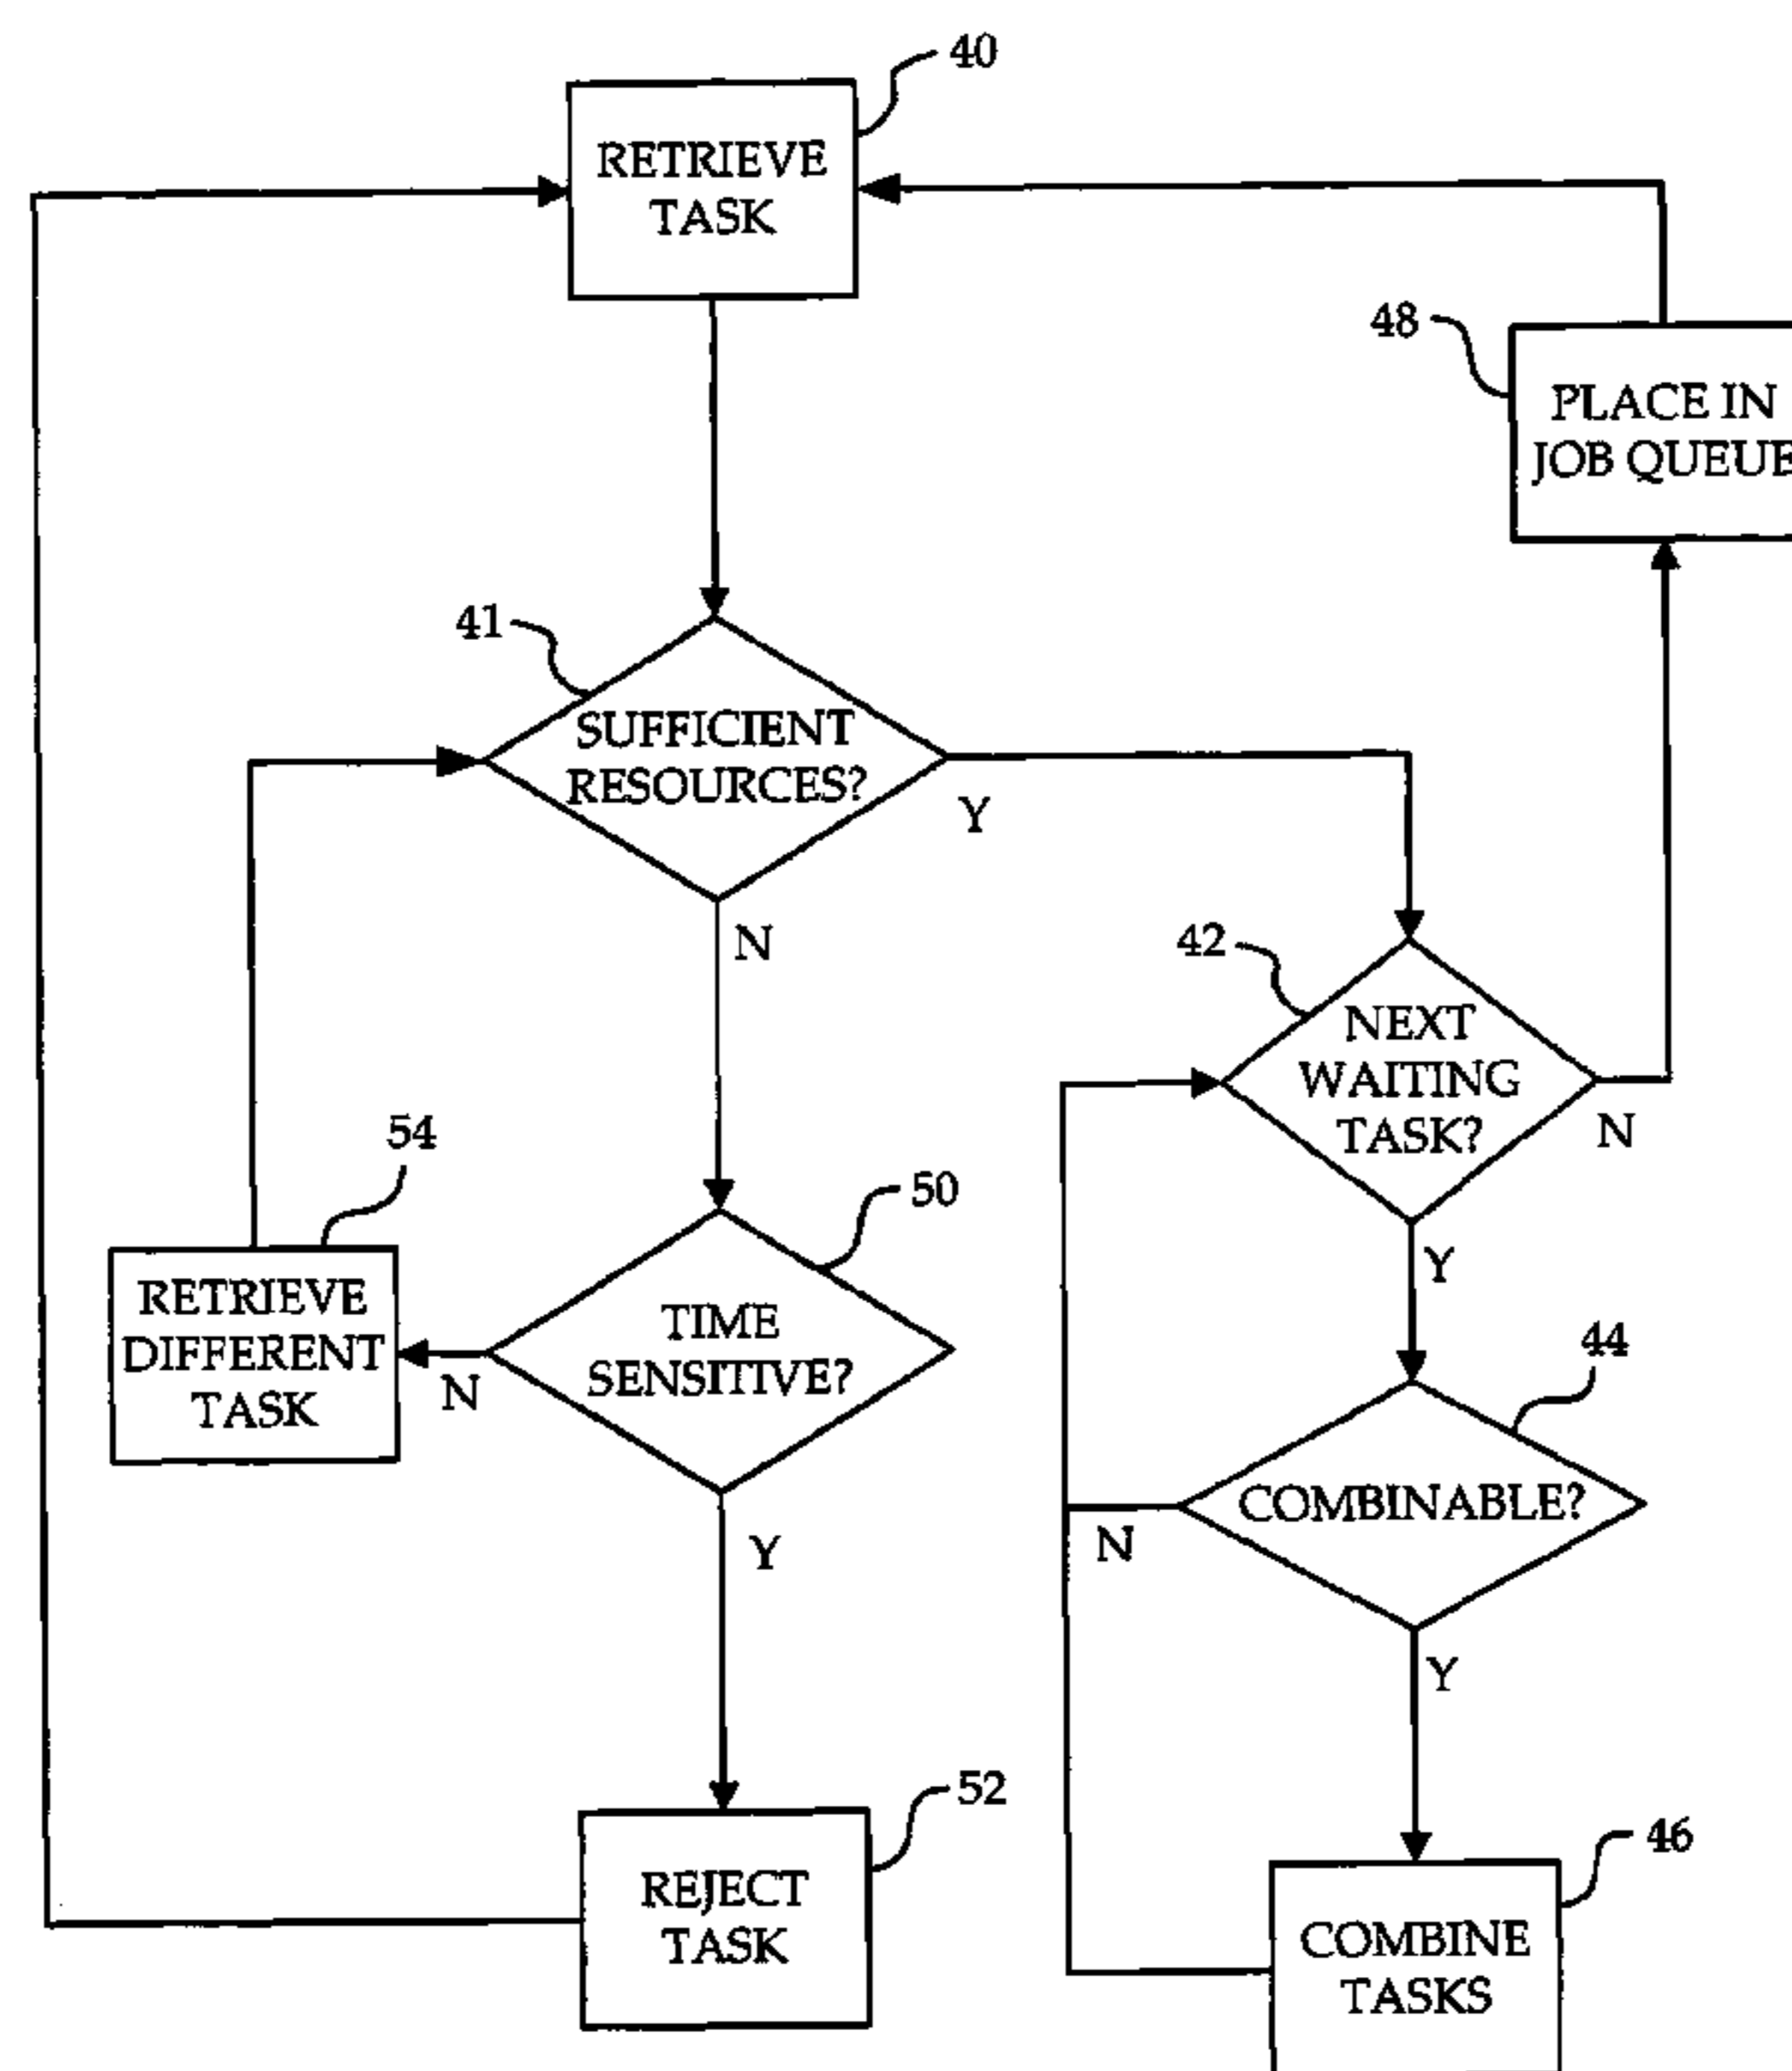 40
RETRIEVE
TASK
48
PLACE IN
JOB QUEUE
41
SUFFICIENT
RESOURCES?
Y
N
42
NEXT
WAITING
TASK?
N
Y
54
RETRIEVE
DIFFERENT
TASK
50
TIME
SENSITIVE?
N
Y
44
COMBINABLE?
N
Y
52
REJECT
TASK
46
COMBINE
TASKS